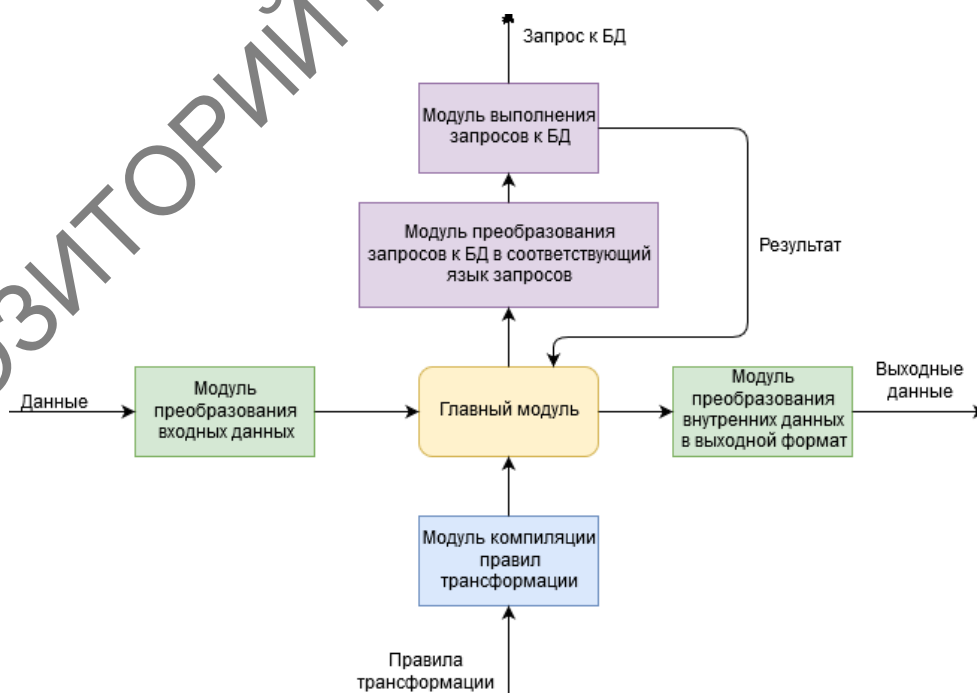 Запрос к БД
Модуль выполнения
запросов к БД
Модуль преобразования
запросов к БД в соответствующий
язык запросов
Результат
Данные
Модуль
преобразования
входных данных
Главный модуль
Модуль
преобразования
внутренних данных
в выходной формат
Выходные
данные
Модуль компиляции
правил
трансформации
Правила
трансформации